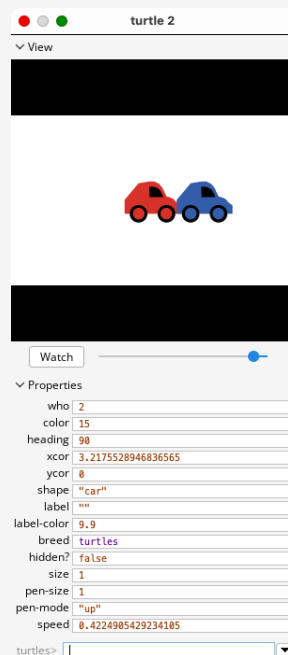 turtle 2
View
Watch
Properties
who 2
color 15
heading 90
xcor 3.2175528946836565
ycor 0
shape "car"
label ""
label-color 9.9
breed turtles
hidden? false
size 1
pen-size 1
pen-mode "up"
speed 0.4224905429234105
turtles>